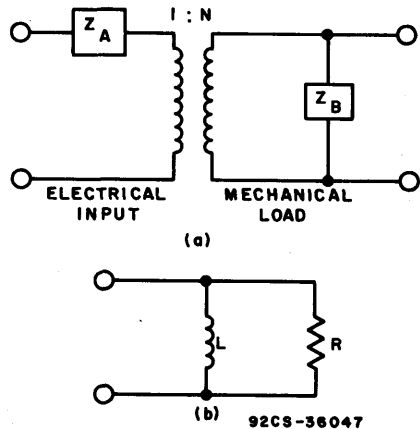 Z A
1 : N
Z B
ELECTRICAL INPUT
MECHANICAL LOAD
(a)
L
R
(b)
92CS-36047